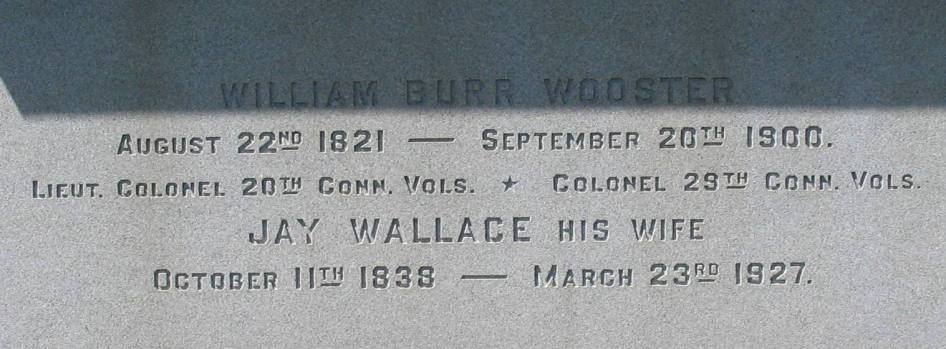 WILLIAM BURR WOOSTER
AUGUST 22ND 1821 — SEPTEMBER 20TH 1900.
LIEUT. COLONEL 20TH CONN. VOLS. ★ COLONEL 29TH CONN. VOLS.
JAY WALLACE HIS WIFE
OCTOBER 11TH 1838 — MARCH 23RD 1927.